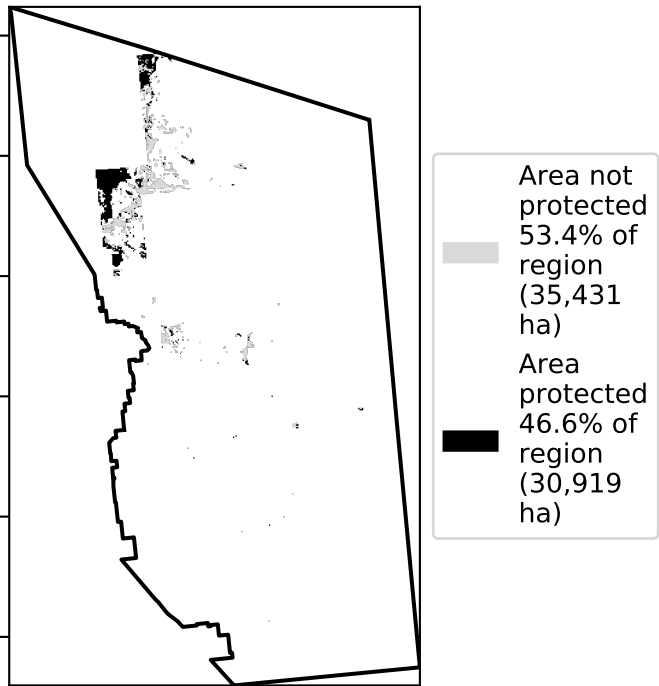 Area not
protected
53.4% of
region
(35,431
ha)
Area
protected
46.6% of
region
(30,919
ha)